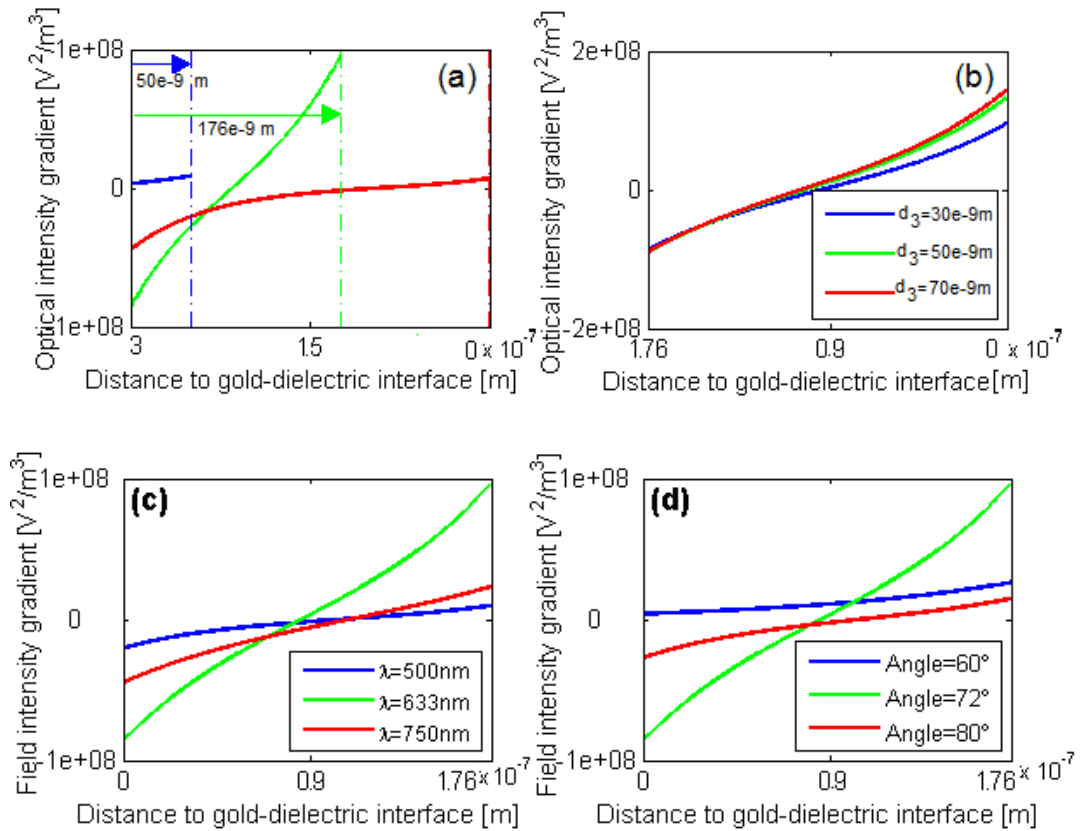 Optical intensity gradient [V²/m³]
1e+08
0
1e+08
(a)
50e-9 m
176e-9 m
3
15
0 × 10⁻⁷
Distance to gold-dielectric interface [m]
Optical intensity gradient [V²/m³]
2e+08
0
-2e+08
(b)
d₃=30e-9m
d₃=50e-9m
d₃=70e-9m
1.76
0.9
0 × 10⁻⁷
Distance to gold-dielectric interface [m]
Field intensity gradient [V²/m³]
1e+08
0
-1e+08
(c)
λ=500nm
λ=633nm
λ=750nm
0
0.9
1.76 × 10⁻⁷
Distance to gold-dielectric interface [m]
Field intensity gradient [V²/m³]
1e+08
0
-1e+08
(d)
Angle=60°
Angle=72°
Angle=80°
0
0.9
1.76 × 10⁻⁷
Distance to gold-dielectric interface [m]